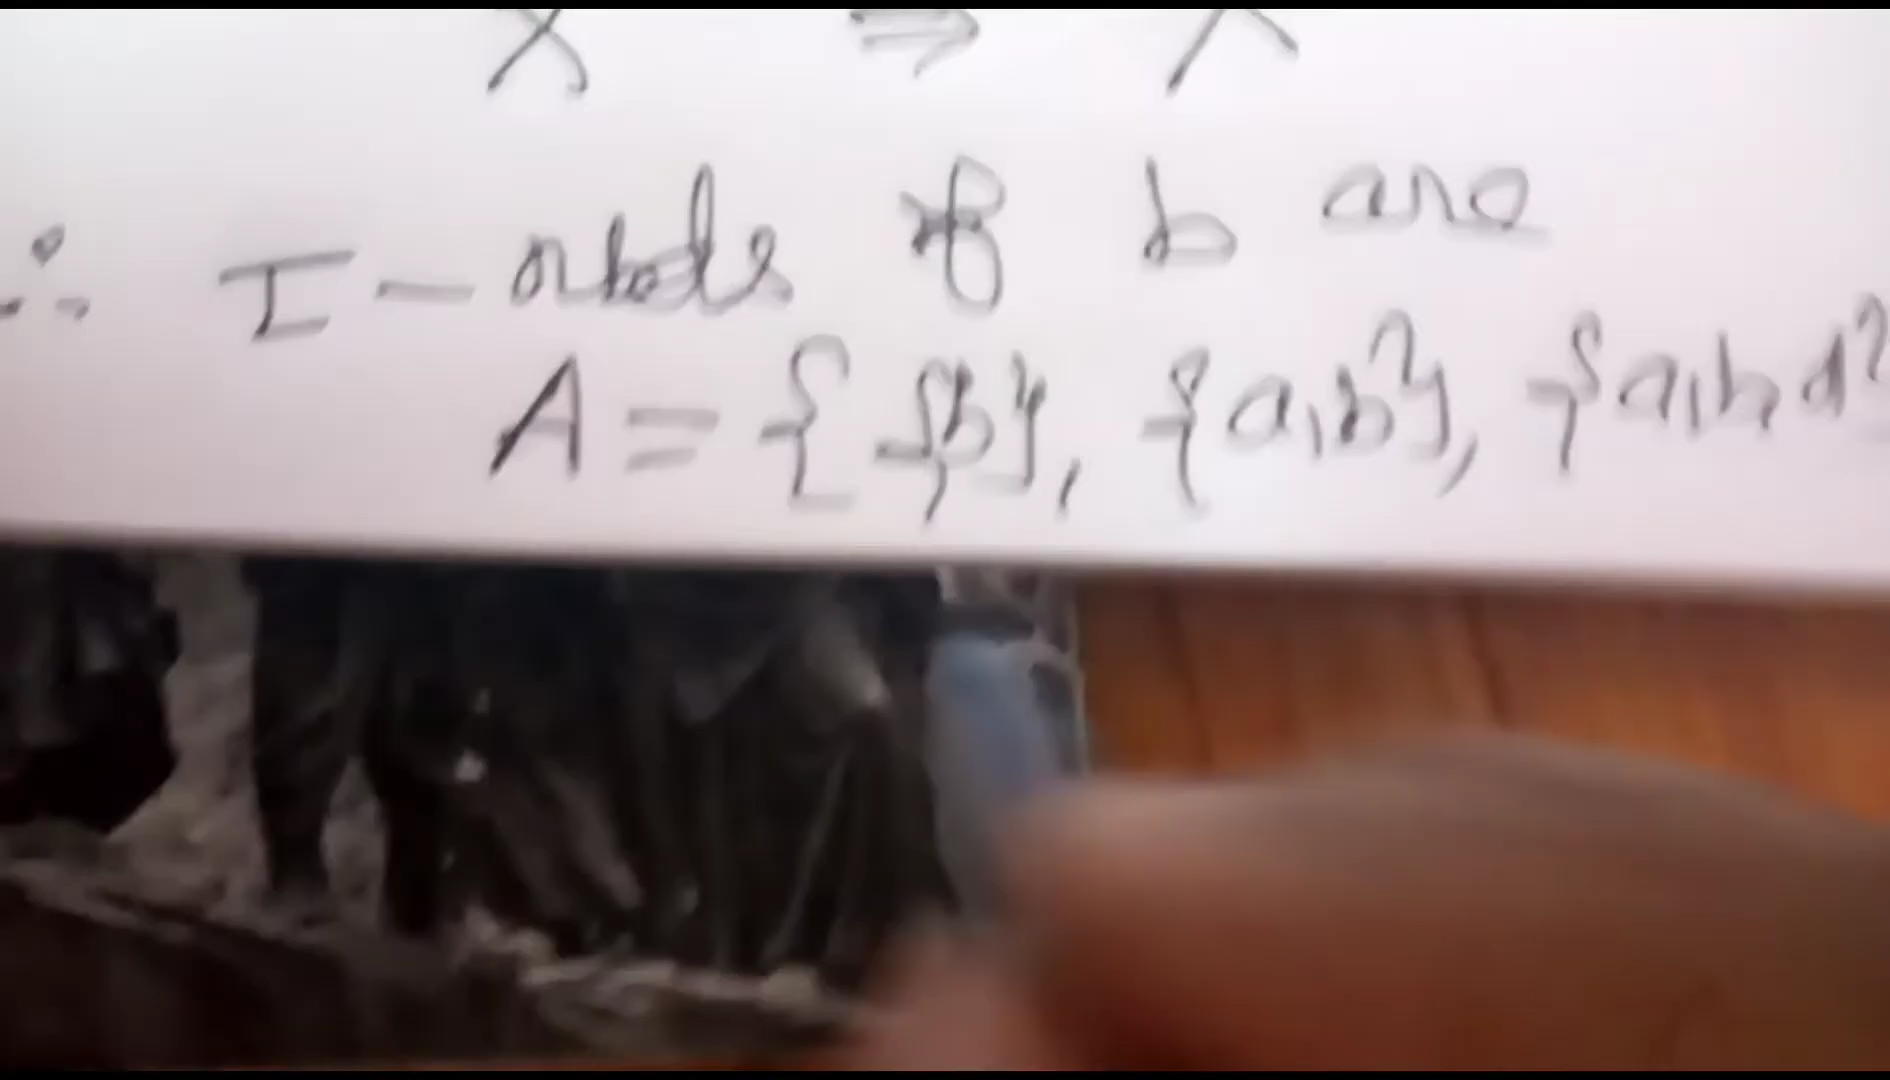 ∴ T - nbds of b are
A = { {b}, {a,b}, {a,b,d}